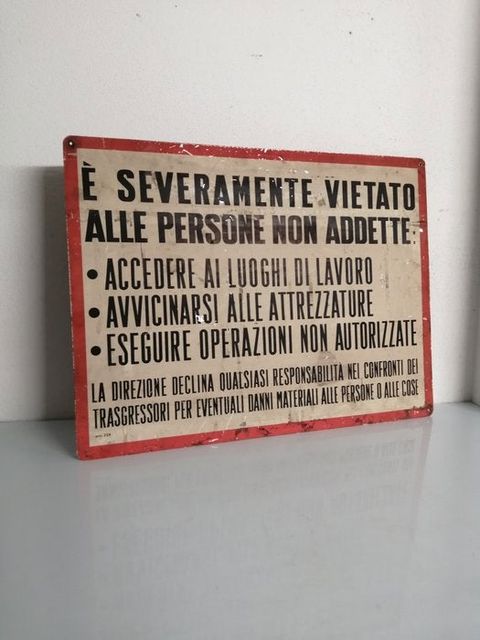 È SEVERAMENTE VIETATO
ALLE PERSONE NON ADDETTE:
• ACCEDERE AI LUOGHI DI LAVORO
• AVVICINARSI ALLE ATTREZZATURE
• ESEGUIRE OPERAZIONI NON AUTORIZZATE
LA DIREZIONE DECLINA QUALSIASI RESPONSABILITÀ NEI CONFRONTI DEI
TRASGRESSORI PER EVENTUALI DANNI MATERIALI ALLE PERSONE O ALLE COSE